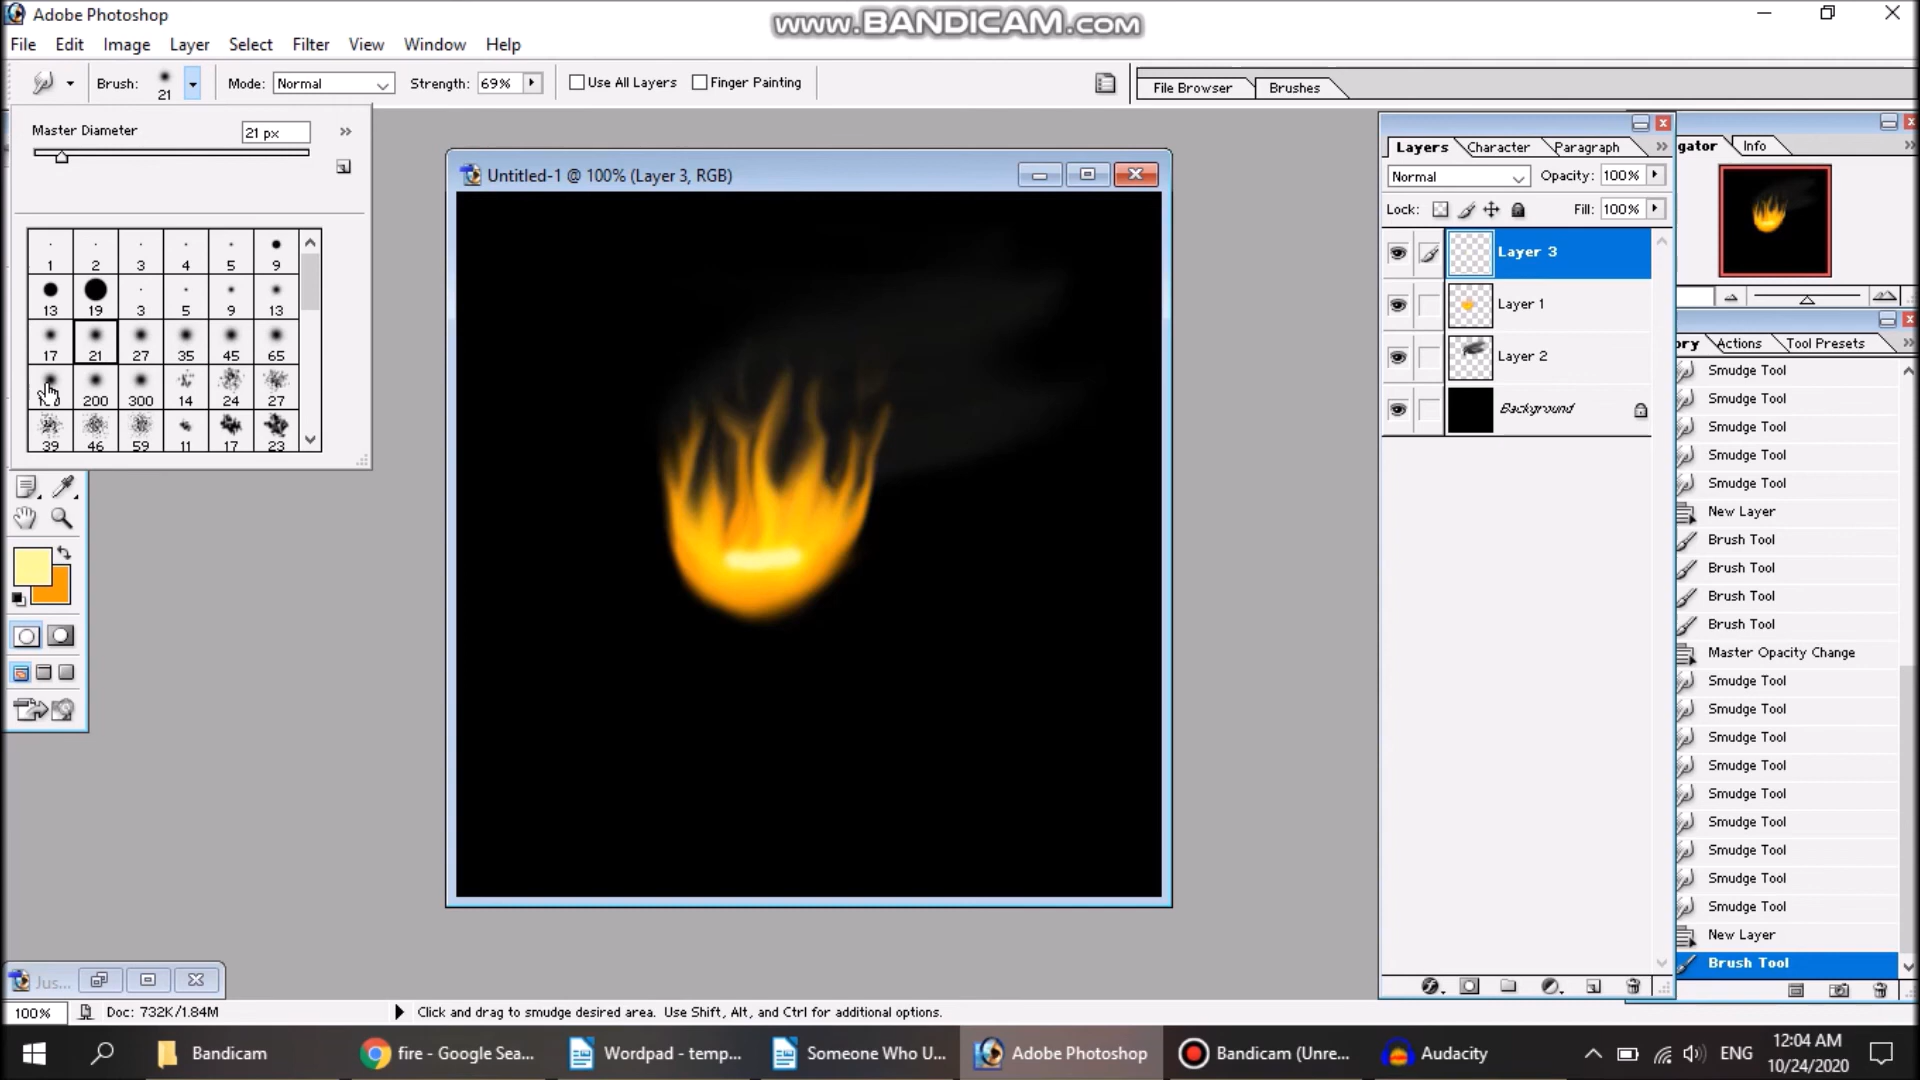 Adobe Photoshop
www.BANDICAM.com
File Edit Image Layer Select Filter View Window Help
Brush: 21 Mode: Normal Strength: 69% Use All Layers Finger Painting File Browser Brushes
Master Diameter 21 px
1 2 3 4 5 9
13 19 3 5 9 13
17 21 27 35 45 65
200 300 14 24 27
39 46 59 11 17 23
Untitled-1 @ 100% (Layer 3, RGB)
Layers Character Paragraph
Normal Opacity: 100%
Lock: Fill: 100%
Layer 3
Layer 1
Layer 2
Background
gator Info
ory Actions Tool Presets
Smudge Tool
Smudge Tool
Smudge Tool
Smudge Tool
Smudge Tool
New Layer
Brush Tool
Brush Tool
Brush Tool
Brush Tool
Master Opacity Change
Smudge Tool
Smudge Tool
Smudge Tool
Smudge Tool
Smudge Tool
Smudge Tool
Smudge Tool
Smudge Tool
Smudge Tool
New Layer
Brush Tool
Jus...
100% Doc: 732K/1.84M Click and drag to smudge desired area. Use Shift, Alt, and Ctrl for additional options.
Bandicam fire - Google Sea... Wordpad - temp... Someone Who U... Adobe Photoshop Bandicam (Unre... Audacity ENG 12:04 AM
10/24/2020